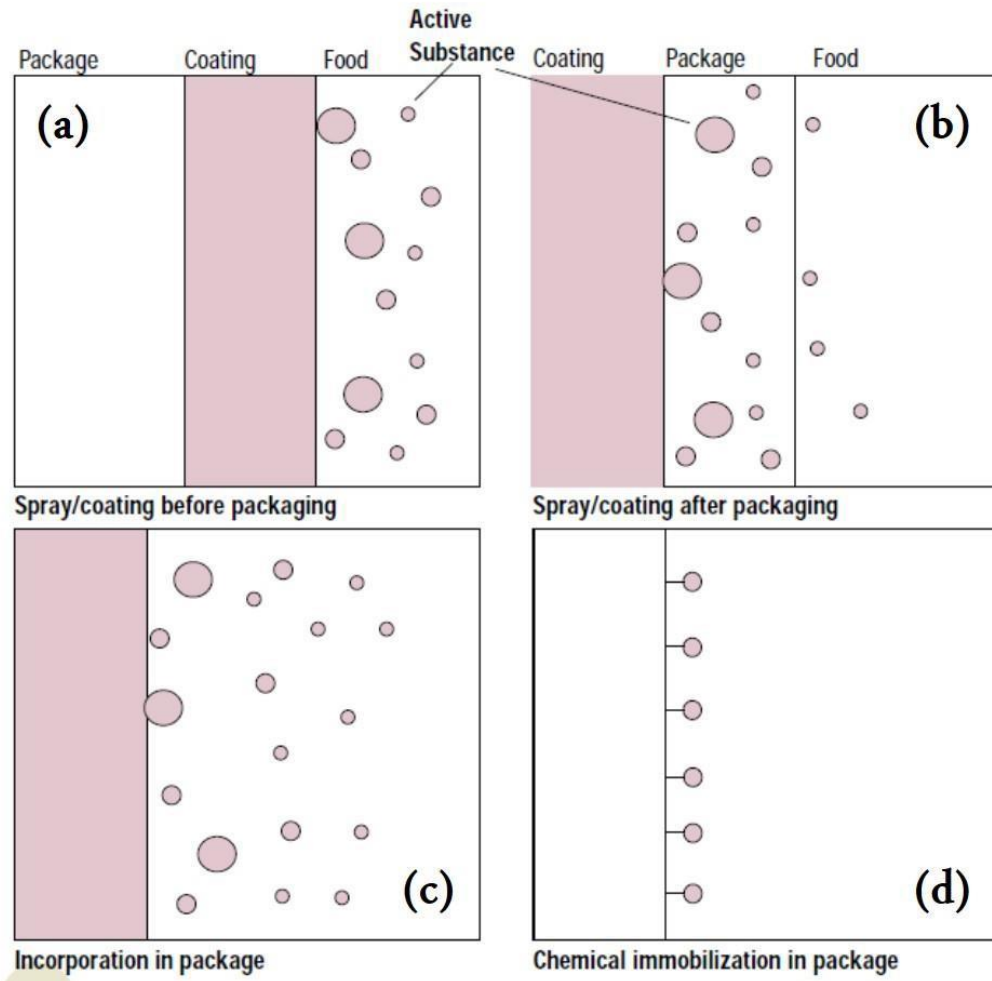 Active
Substance
Package Coating Food
Coating Package Food
(a)
(b)
Spray/coating before packaging
Spray/coating after packaging
(c)
(d)
Incorporation in package
Chemical immobilization in package